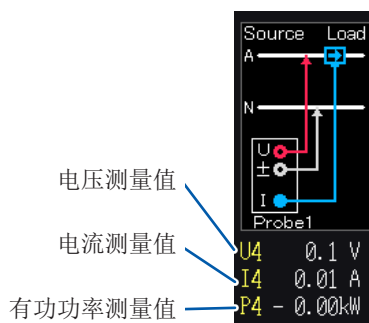 Source Load
A
N
U
±
I
Probe1
电压测量值
U4 0.1 V
电流测量值
I4 0.01 A
有功功率测量值
P4 - 0.00kW